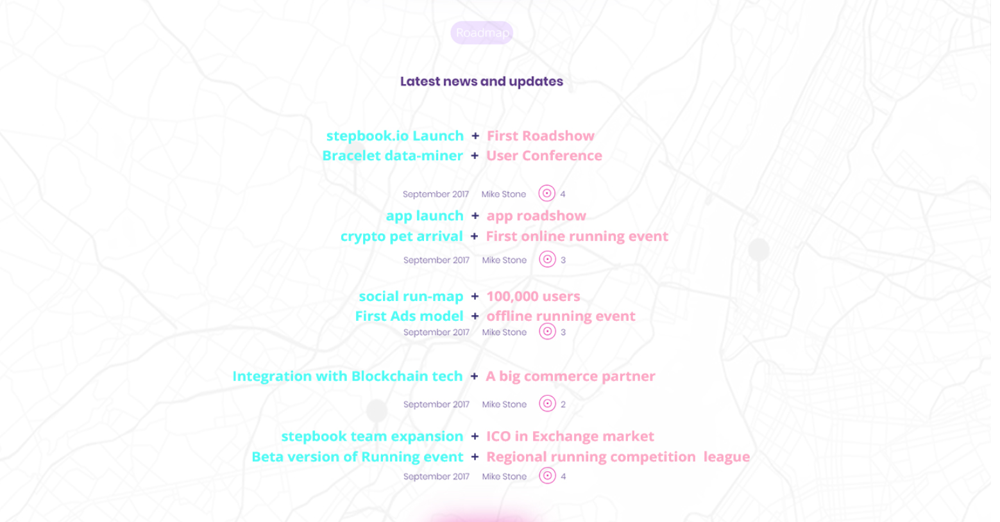 Roadmap
Latest news and updates
stepbook.io Launch + First Roadshow
Bracelet data-miner + User Conference
September 2017 Mike Stone 4
app launch + app roadshow
crypto pet arrival + First online running event
September 2017 Mike Stone 3
social run-map + 100,000 users
First Ads model + offline running event
September 2017 Mike Stone 3
Integration with Blockchain tech + A big commerce partner
September 2017 Mike Stone 2
stepbook team expansion + ICO in Exchange market
Beta version of Running event + Regional running competition league
September 2017 Mike Stone 4